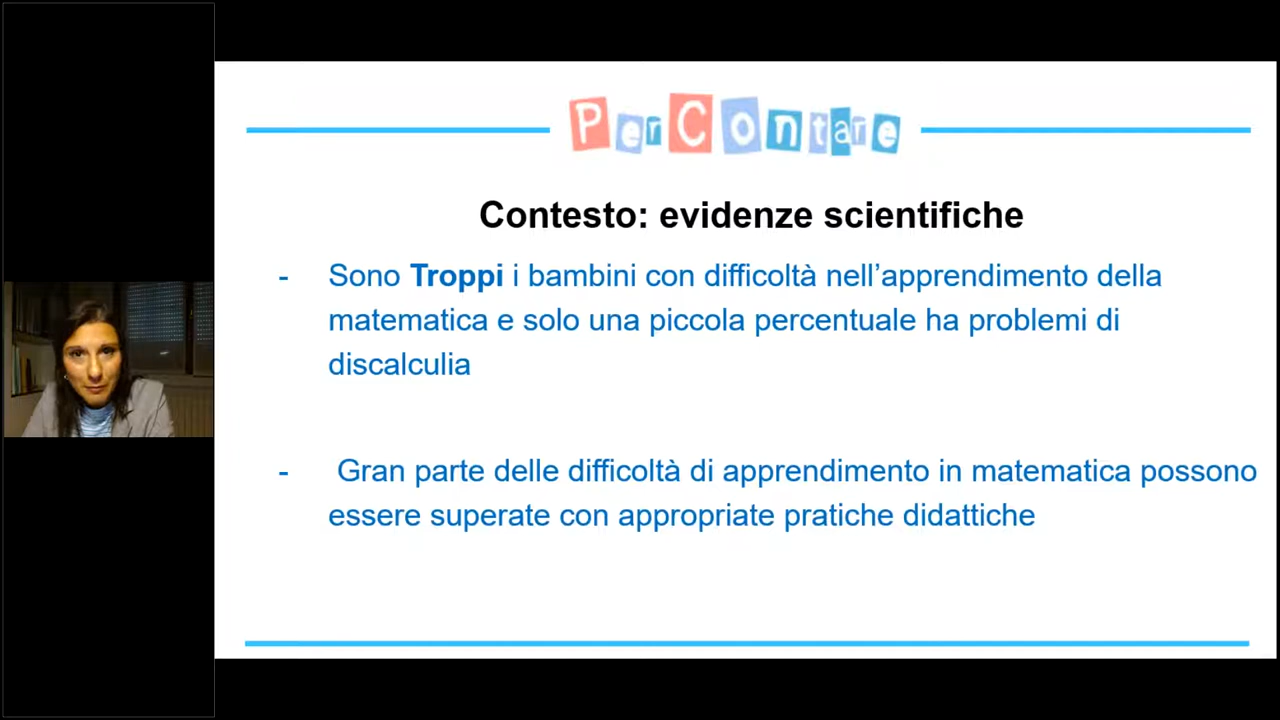 PerContare
Contesto: evidenze scientifiche
- Sono Troppi i bambini con difficoltà nell’apprendimento della
matematica e solo una piccola percentuale ha problemi di
discalculia
- Gran parte delle difficoltà di apprendimento in matematica possono
essere superate con appropriate pratiche didattiche